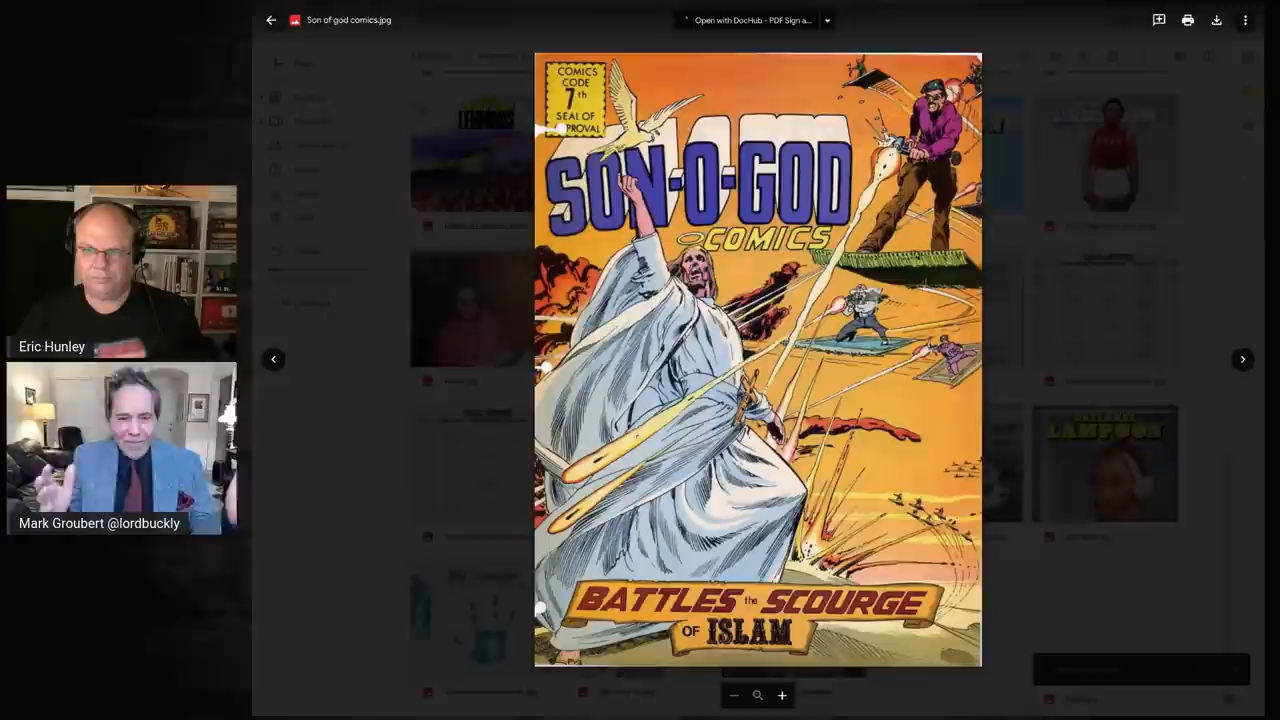 Son of god comics.jpg
Open with DocHub - PDF Sign a...
COMICS
CODE
7th
SEAL OF
SON-O-GOD
COMICS
Eric Hunley
Mark Groubert @lordbuckly
BATTLES the SCOURGE
OF ISLAM
LAMPOON